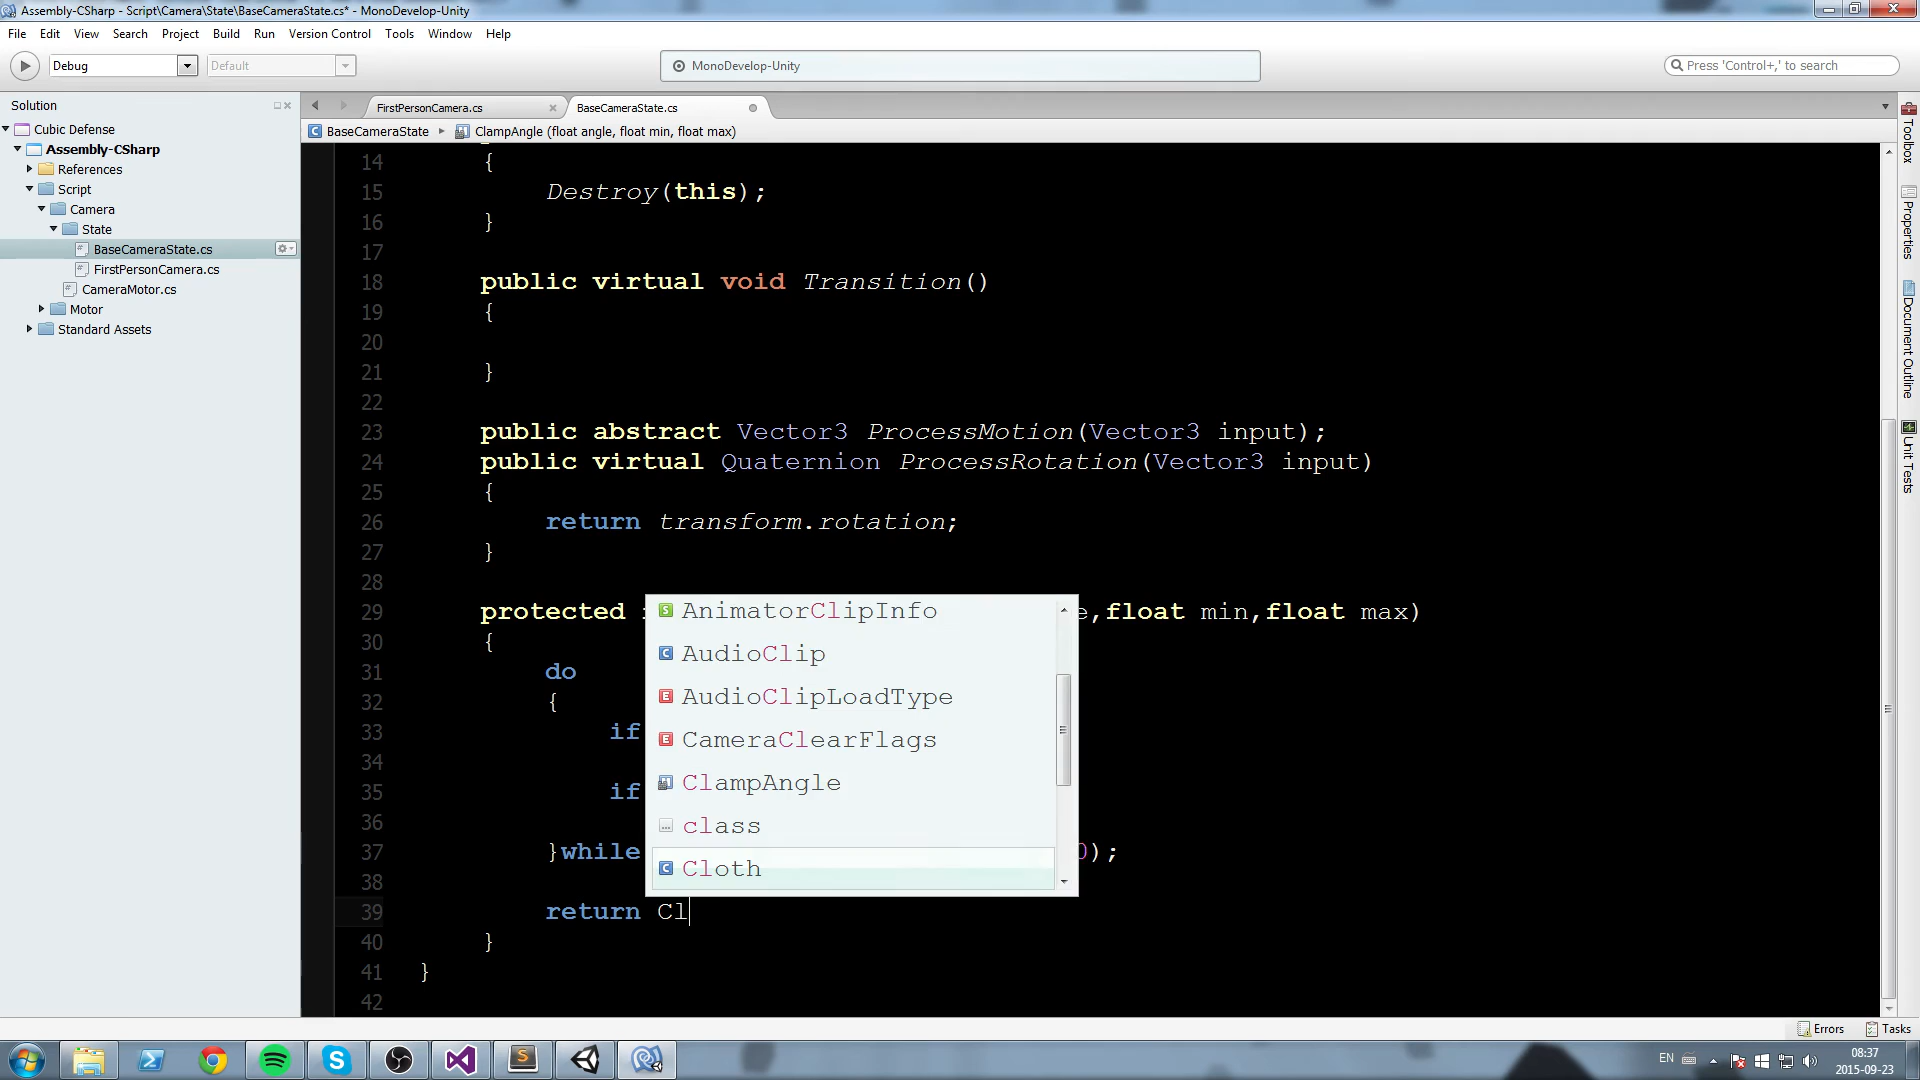 Assembly-CSharp - Script\Camera\State\BaseCameraState.cs* - MonoDevelop-Unity
File Edit View Search Project Build Run Version Control Tools Window Help
Debug Default MonoDevelop-Unity Press 'Control+,' to search
Solution
Cubic Defense
Assembly-CSharp
References
Script
Camera
State
BaseCameraState.cs
FirstPersonCamera.cs
CameraMotor.cs
Motor
Standard Assets
FirstPersonCamera.cs BaseCameraState.cs
BaseCameraState ClampAngle (float angle, float min, float max)
14 {
15 Destroy(this);
16 }
17
18 public virtual void Transition()
19 {
20
21 }
22
23 public abstract Vector3 ProcessMotion(Vector3 input);
24 public virtual Quaternion ProcessRotation(Vector3 input)
25 {
26 return transform.rotation;
27 }
28
29 protected e,float min,float max)
30 {
31 do
32 {
33 if
34
35 if
36
37 }while 0);
38
39 return Cl
40 }
41 }
42
AnimatorClipInfo
AudioClip
AudioClipLoadType
CameraClearFlags
ClampAngle
class
Cloth
Toolbox
Properties
Document Outline
Unit Tests
Errors Tasks
EN 08:37
2015-09-23